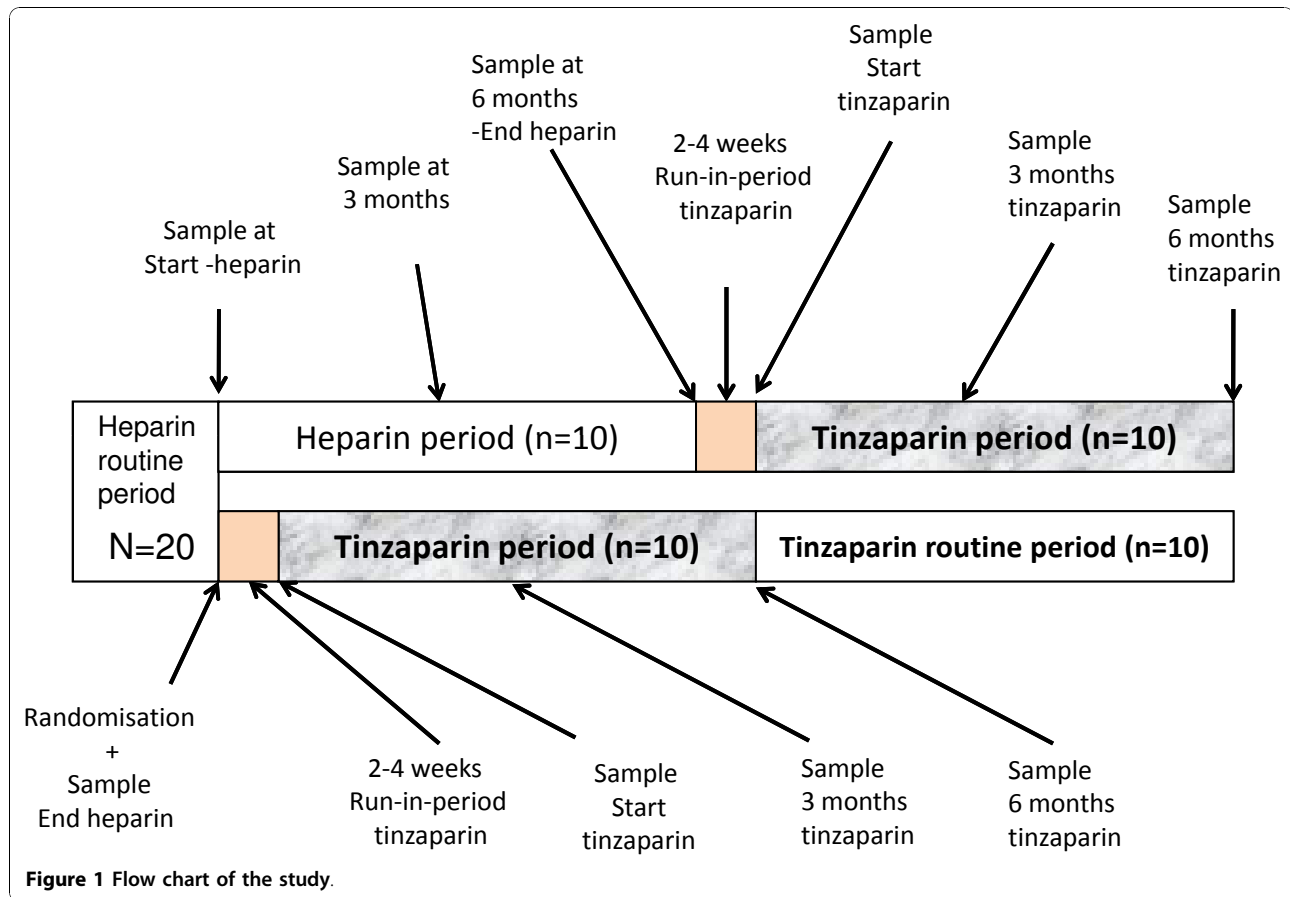 Sample at
Start -heparin
Sample at
3 months
Sample at
6 months
-End heparin
2-4 weeks
Run-in-period
tinzaparin
Sample
Start
tinzaparin
Sample
3 months
tinzaparin
Sample
6 months
tinzaparin
Heparin
routine
period
N=20
Heparin period (n=10)
Tinzaparin period (n=10)
Tinzaparin period (n=10)
Tinzaparin routine period (n=10)
Randomisation
+
Sample
End heparin
2-4 weeks
Run-in-period
tinzaparin
Sample
Start
tinzaparin
Sample
3 months
tinzaparin
Sample
6 months
tinzaparin
Figure 1 Flow chart of the study.